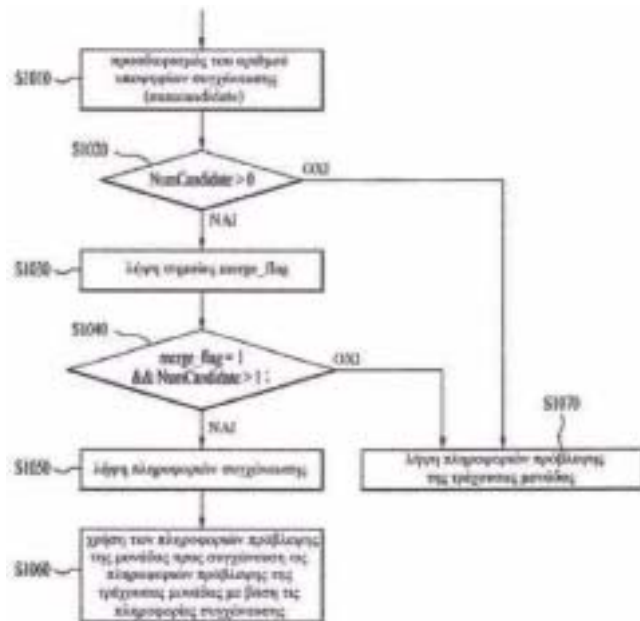 S1010
προσδιορισμός του αριθμού
υποψηφίων συγχώνευσης
(numcandidate)
S1020
NumCandidate > 0
ΟΧΙ
ΝΑΙ
S1030
λήψη σημαίας merge_flag
S1040
merge_flag = 1
&& NumCandidate > 1 ;
ΟΧΙ
ΝΑΙ
S1070
S1050
λήψη πληροφοριών συγχώνευσης
λήψη πληροφοριών πρόβλεψης
της τρέχουσας μονάδας
S1060
χρήση των πληροφοριών πρόβλεψης
της μονάδας προς συγχώνευση ως
πληροφοριών πρόβλεψης της
τρέχουσας μονάδας με βάση τις
πληροφορίες συγχώνευσης